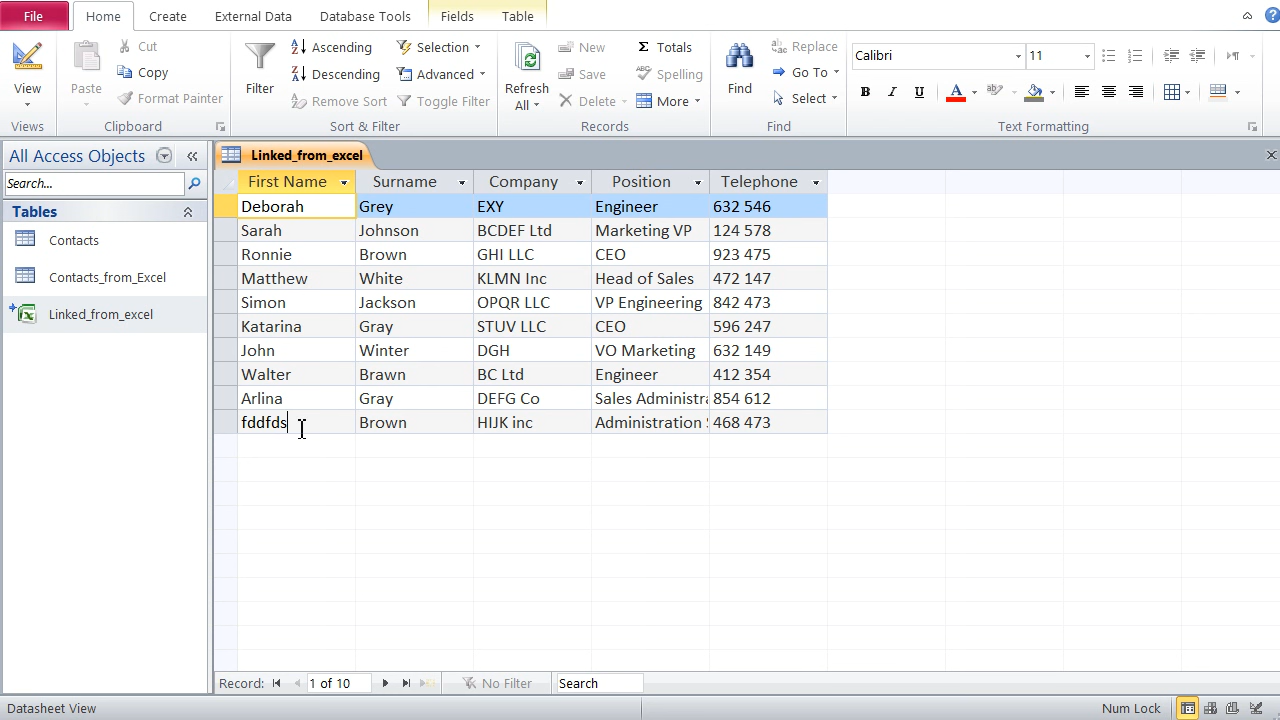 File Home Create External Data Database Tools Fields Table
View Paste Cut Copy Format Painter Filter Ascending Descending Remove Sort Selection Advanced Toggle Filter Refresh All New Save Delete Totals Spelling More Find Replace Go To Select Calibri 11 B I U A
Views Clipboard Sort & Filter Records Find Text Formatting
All Access Objects
Search...
Tables
Contacts
Contacts_from_Excel
Linked_from_excel
Linked_from_excel
First Name Surname Company Position Telephone
Deborah Grey EXY Engineer 632 546
Sarah Johnson BCDEF Ltd Marketing VP 124 578
Ronnie Brown GHI LLC CEO 923 475
Matthew White KLMN Inc Head of Sales 472 147
Simon Jackson OPQR LLC VP Engineering 842 473
Katarina Gray STUV LLC CEO 596 247
John Winter DGH VO Marketing 632 149
Walter Brawn BC Ltd Engineer 412 354
Arlina Gray DEFG Co Sales Administra 854 612
fddfds Brown HIJK inc Administration 468 473
Record: 1 of 10 No Filter Search
Datasheet View Num Lock